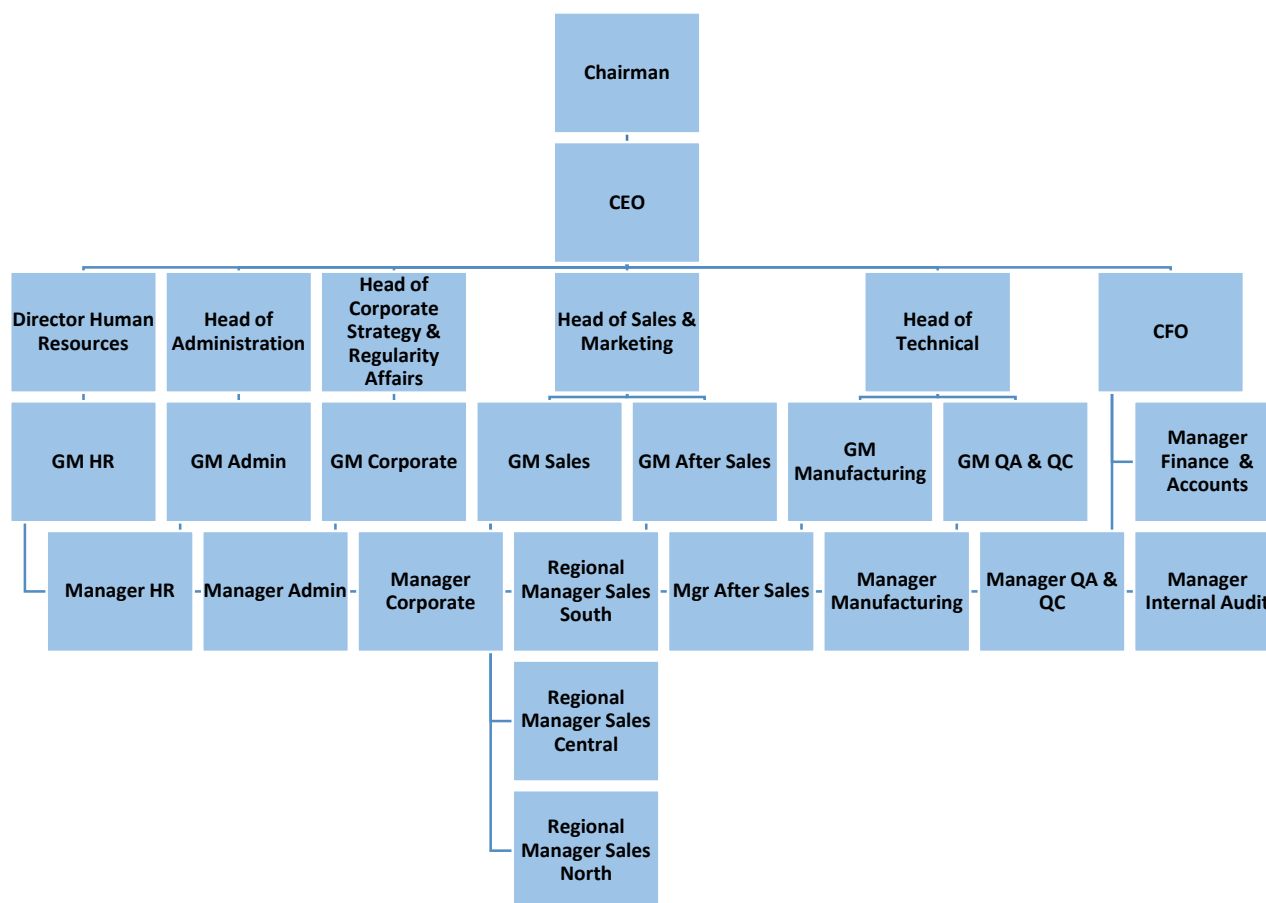 Chairman
CEO
Director Human
Resources
Head of
Administration
Head of
Corporate
Strategy &
Regularity
Affairs
Head of Sales &
Marketing
Head of
Technical
CFO
GM HR
GM Admin
GM Corporate
GM Sales
GM After Sales
GM
Manufacturing
GM QA & QC
Manager
Finance &
Accounts
Manager HR
Manager Admin
Manager
Corporate
Regional
Manager Sales
South
Mgr After Sales
Manager
Manufacturing
Manager QA &
QC
Manager
Internal Audit
Regional
Manager Sales
Central
Regional
Manager Sales
North